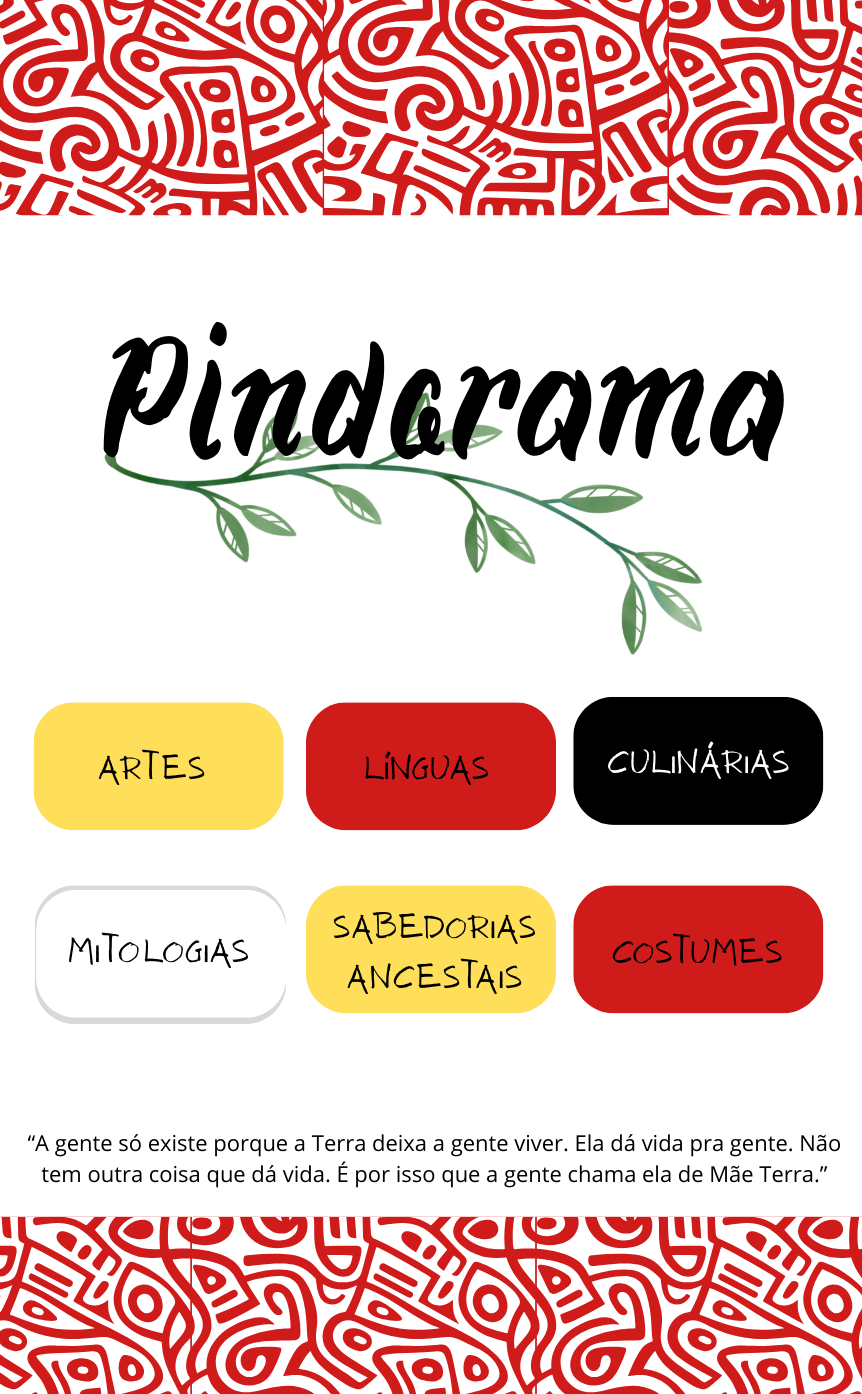 Pindorama
ARTES
LÍNGUAS
CULINÁRIAS
MITOLOGIAS
SABEDORIAS
ANCESTAIS
COSTUMES
“A gente só existe porque a Terra deixa a gente viver. Ela dá vida pra gente. Não
tem outra coisa que dá vida. É por isso que a gente chama ela de Mãe Terra.”